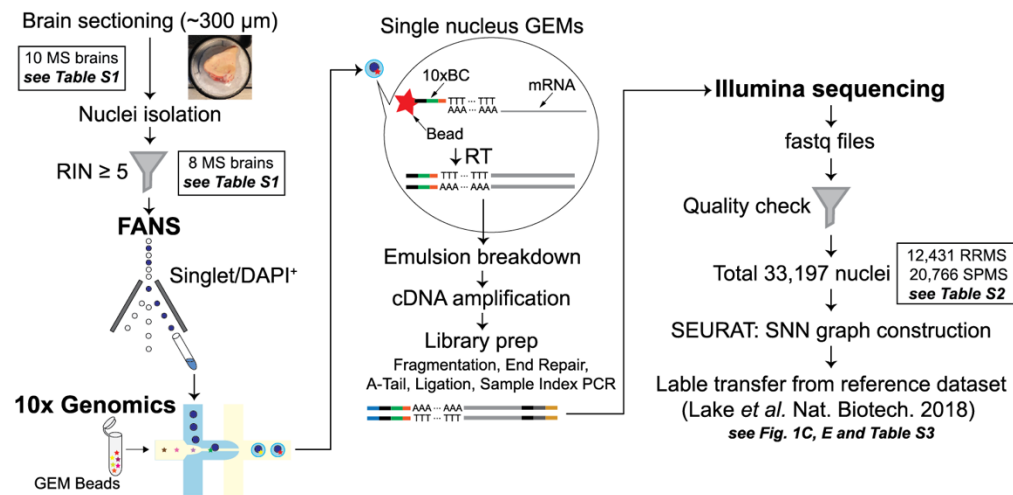 Brain sectioning (~300 µm)
10 MS brains
see Table S1
Nuclei isolation
RIN ≥ 5
8 MS brains
see Table S1
FANS
Singlet/DAPI⁺
10x Genomics
GEM Beads
Single nucleus GEMs
10xBC
mRNA
TTT ··· TTT
AAA ··· AAA
Bead
RT
TTT ··· TTT
AAA ··· AAA
Emulsion breakdown
cDNA amplification
Library prep
Fragmentation, End Repair,
A-Tail, Ligation, Sample Index PCR
AAA ··· AAA
TTT ··· TTT
Illumina sequencing
fastq files
Quality check
Total 33,197 nuclei
12,431 RRMS
20,766 SPMS
see Table S2
SEURAT: SNN graph construction
Lable transfer from reference dataset
(Lake et al. Nat. Biotech. 2018)
see Fig. 1C, E and Table S3